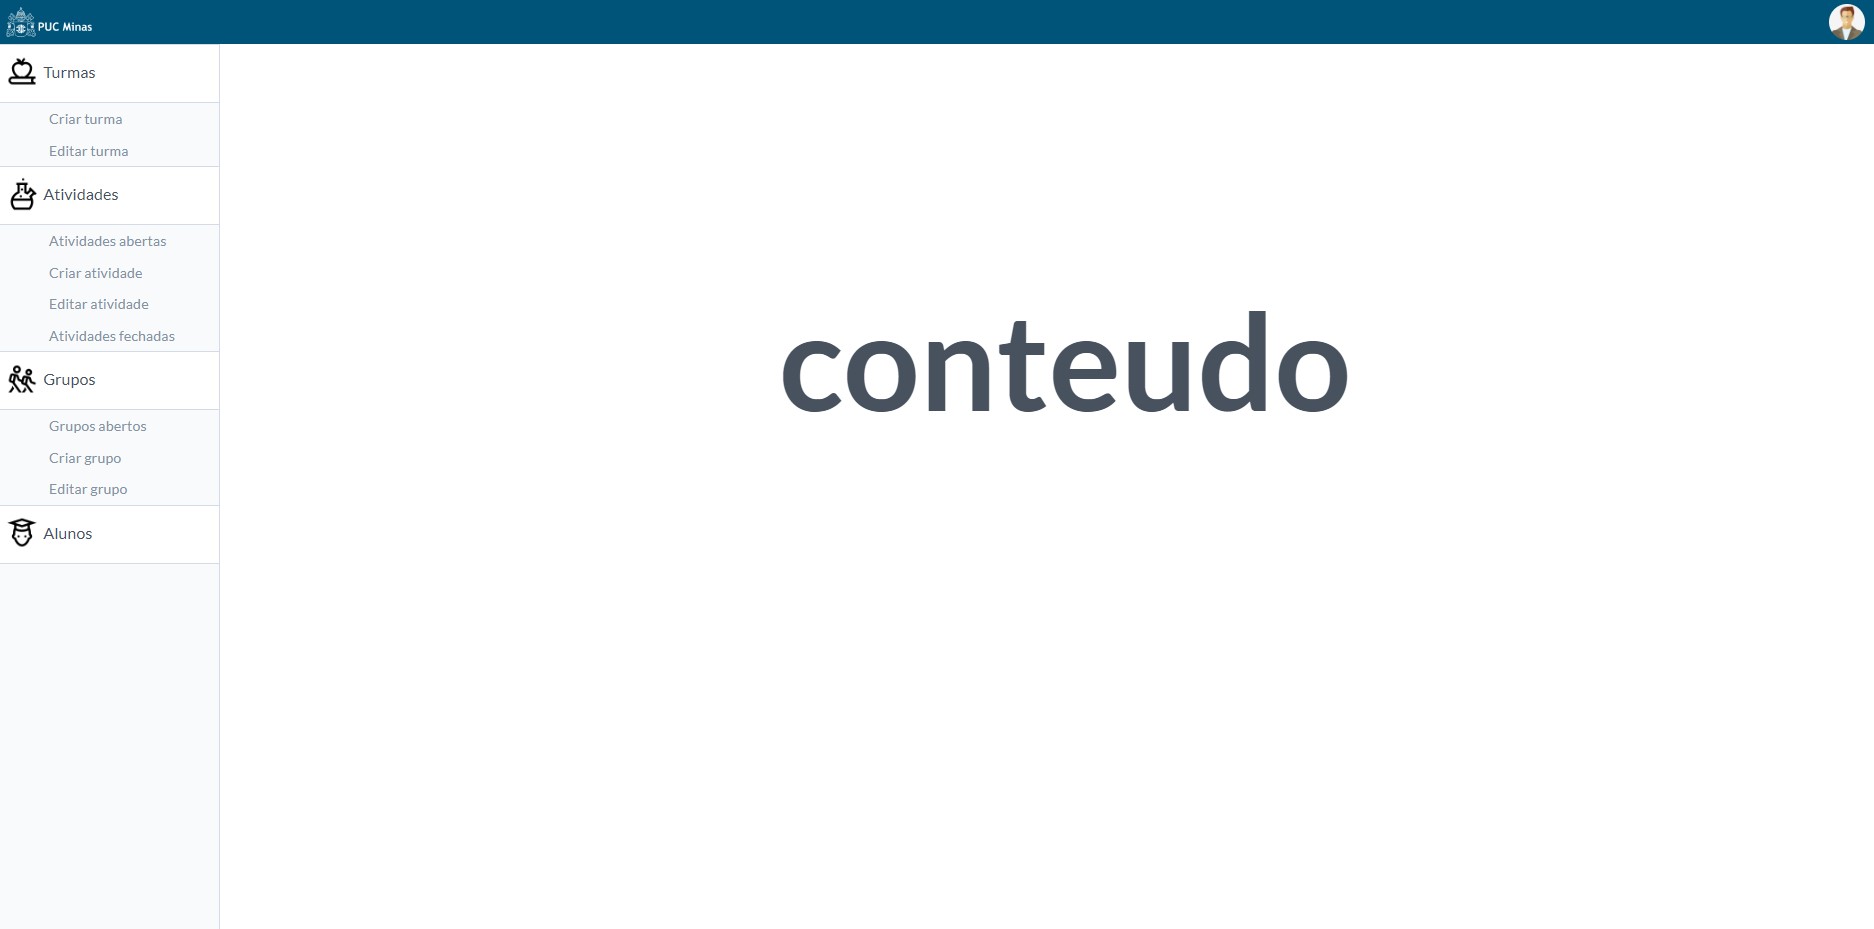 PUC Minas
Turmas
Criar turma
Editar turma
Atividades
Atividades abertas
Criar atividade
Editar atividade
Atividades fechadas
Grupos
Grupos abertos
Criar grupo
Editar grupo
Alunos
conteudo